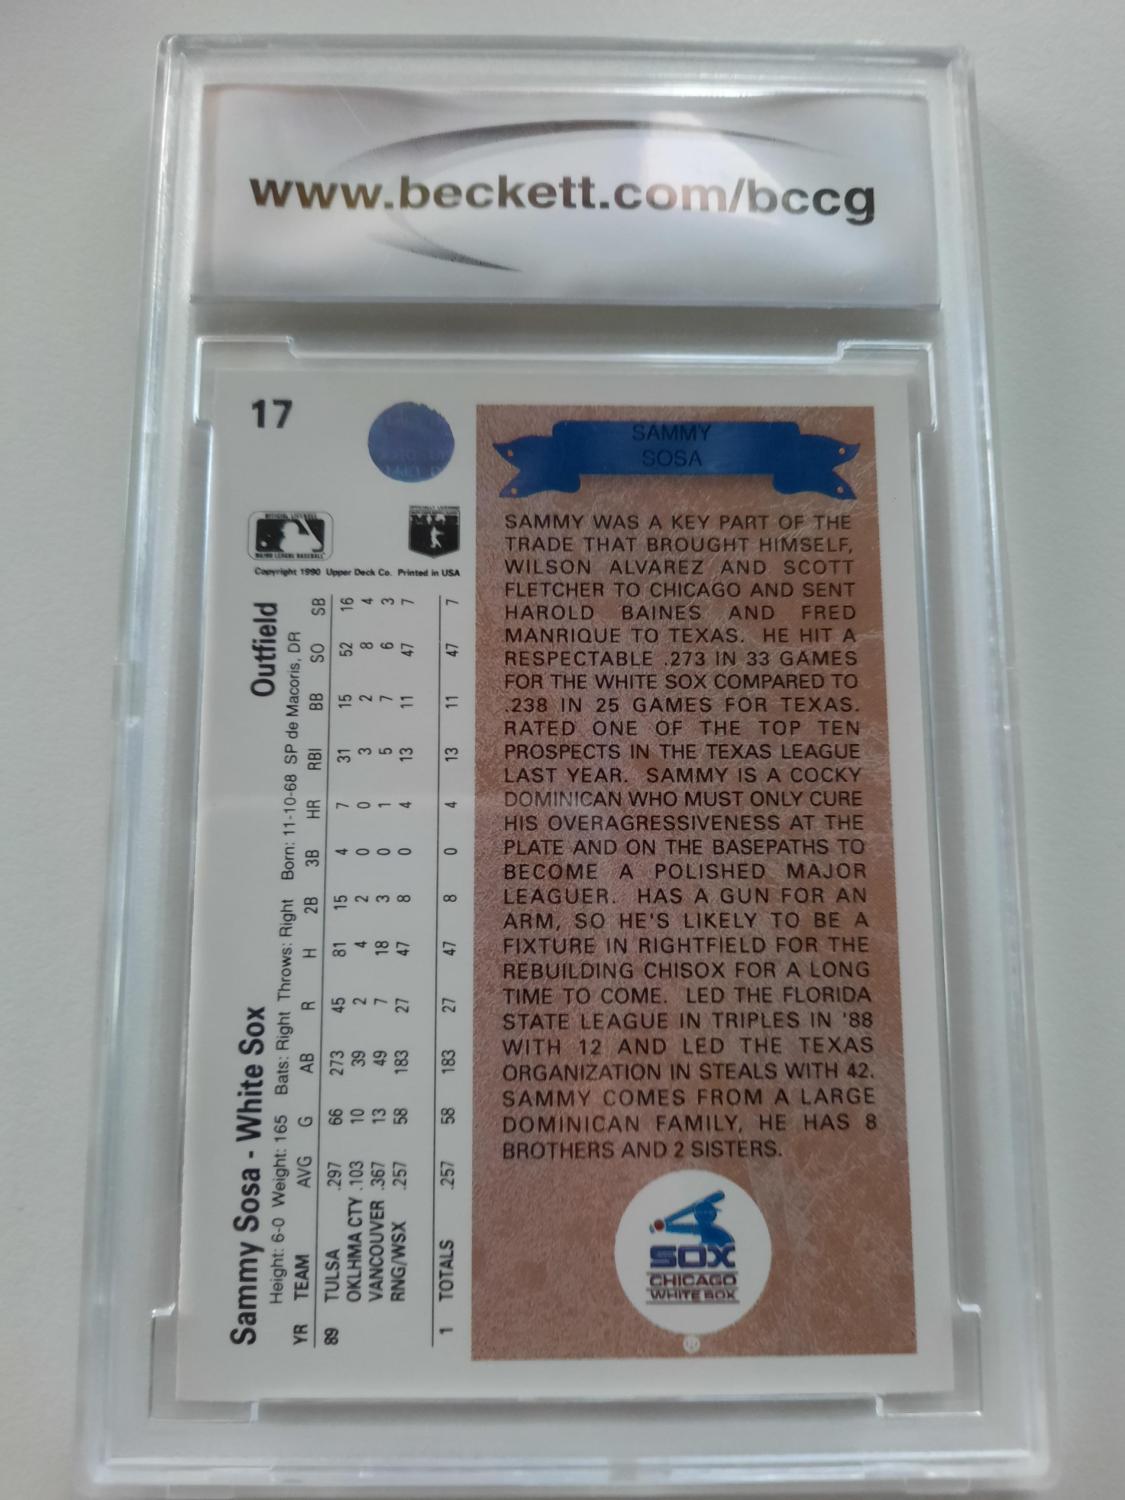 www.beckett.com/bccg
17
Copyright 1990 Upper Deck Co. Printed in USA
Sammy Sosa - White Sox Outfield
Height: 6-0 Weight: 165 Bats: Right Throws: Right Born: 11-10-68 SP de Macoris, DR
YR TEAM AVG G AB R H 2B 3B HR RBI BB SO SB
89 TULSA .297 66 273 45 81 15 4 7 31 15 52 16
OKLHMA CTY .103 10 39 2 4 2 0 0 3 2 8 4
VANCOUVER .367 13 49 7 18 3 0 1 5 7 6 3
RNG/WSX .257 58 183 27 47 8 0 4 13 11 47 7
1 TOTALS .257 58 183 27 47 8 0 4 13 11 47 7
SAMMY
SOSA
SAMMY WAS A KEY PART OF THE
TRADE THAT BROUGHT HIMSELF,
WILSON ALVAREZ AND SCOTT
FLETCHER TO CHICAGO AND SENT
HAROLD BAINES AND FRED
MANRIQUE TO TEXAS. HE HIT A
RESPECTABLE .273 IN 33 GAMES
FOR THE WHITE SOX COMPARED TO
.238 IN 25 GAMES FOR TEXAS.
RATED ONE OF THE TOP TEN
PROSPECTS IN THE TEXAS LEAGUE
LAST YEAR. SAMMY IS A COCKY
DOMINICAN WHO MUST ONLY CURE
HIS OVERAGRESSIVENESS AT THE
PLATE AND ON THE BASEPATHS TO
BECOME A POLISHED MAJOR
LEAGUER. HAS A GUN FOR AN
ARM, SO HE'S LIKELY TO BE A
FIXTURE IN RIGHTFIELD FOR THE
REBUILDING CHISOX FOR A LONG
TIME TO COME. LED THE FLORIDA
STATE LEAGUE IN TRIPLES IN '88
WITH 12 AND LED THE TEXAS
ORGANIZATION IN STEALS WITH 42.
SAMMY COMES FROM A LARGE
DOMINICAN FAMILY, HE HAS 8
BROTHERS AND 2 SISTERS.
SOX
CHICAGO
WHITE SOX